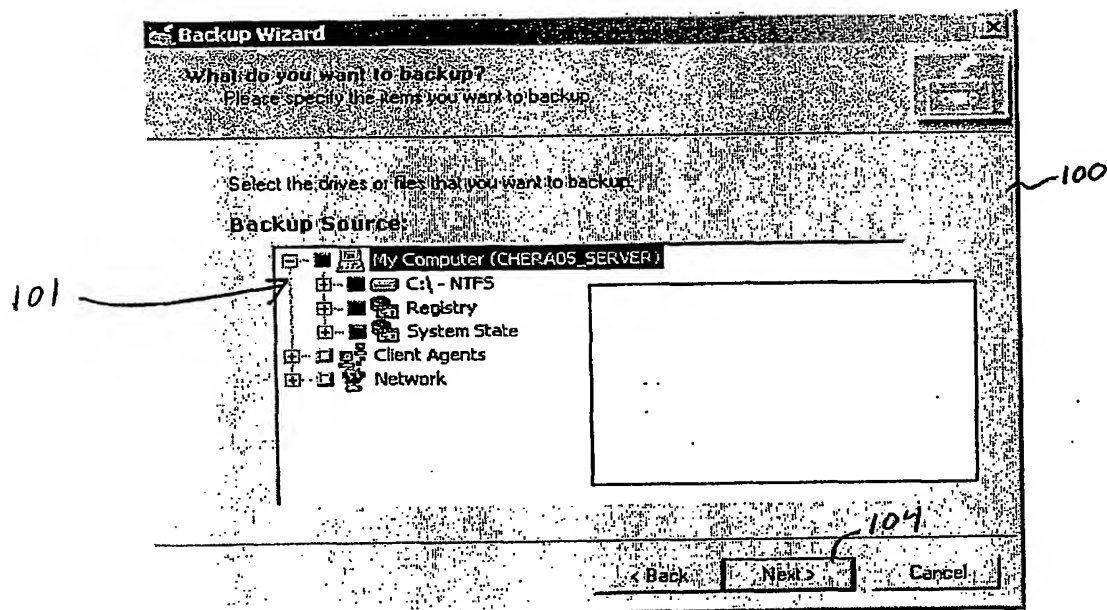 Backup Wizard
What do you want to backup?
Please specify the items you want to backup.
Select the drives or files that you want to backup.
100
Backup Source:
My Computer (CHERA05_SERVER)
101
C:\ - NTFS
Registry
System State
Client Agents
Network
104
< Back
Next >
Cancel